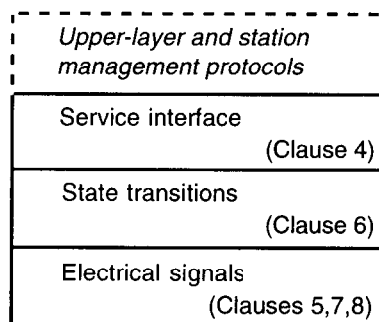 Upper-layer and station
management protocols
Service interface
(Clause 4)
State transitions
(Clause 6)
Electrical signals
(Clauses 5,7,8)